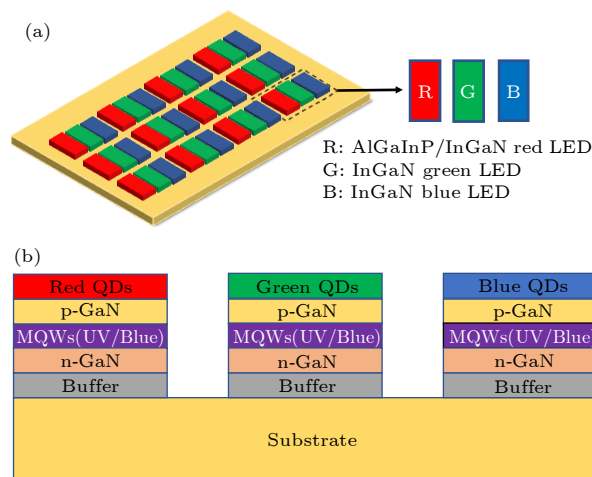 (a)
R G B
R: AlGaInP/InGaN red LED
G: InGaN green LED
B: InGaN blue LED
(b)
Red QDs Green QDs Blue QDs
p-GaN p-GaN p-GaN
MQWs(UV/Blue) MQWs(UV/Blue) MQWs(UV/Blue)
n-GaN n-GaN n-GaN
Buffer Buffer Buffer
Substrate